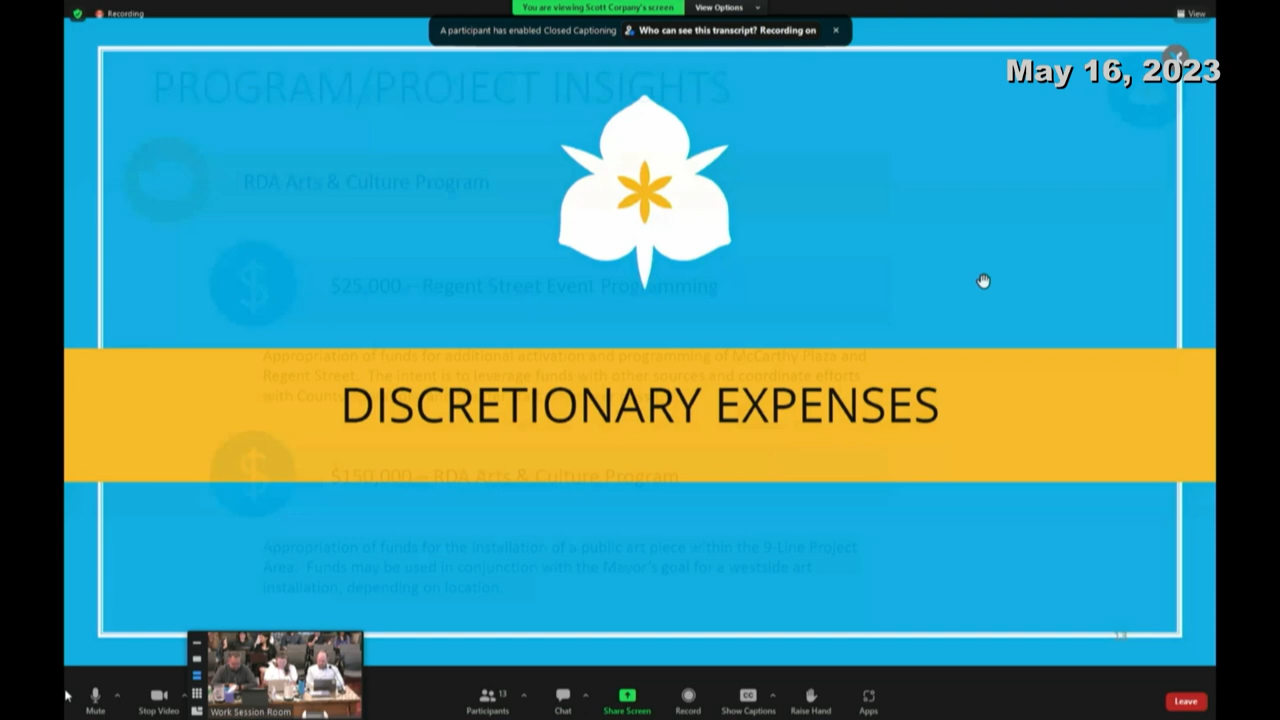 Recording
You are viewing Scott Corpany's screen
View Options
View
A participant has enabled Closed Captioning
Who can see this transcript? Recording on
May 16, 2023
PROGRAM/PROJECT INSIGHTS
RDA Arts & Culture Program
$25,000 – Regent Street Event Programming
Appropriation of funds for additional activation and programming of McCarthy Plaza and
Regent Street. The intent is to leverage funds with other sources and coordinate efforts
with
DISCRETIONARY EXPENSES
$150,000 – RDA Arts & Culture Program
Appropriation of funds for the installation of a public art piece within the 9-Line Project
Area. Funds may be used in conjunction with the Mayor's goal for a westside art
installation, depending on location.
Work Session Room
Mute
Stop Video
Participants
13
Chat
Share Screen
Record
CC
Show Captions
Raise Hand
Apps
Leave